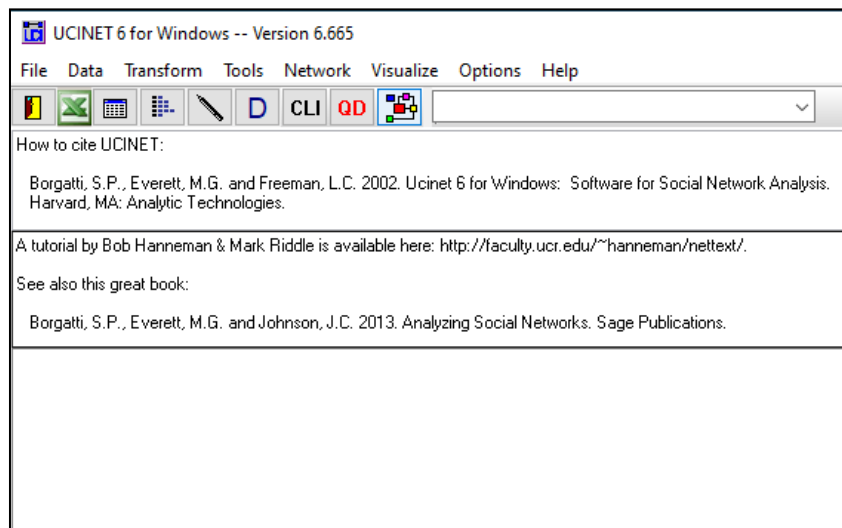 UCINET 6 for Windows -- Version 6.665
File Data Transform Tools Network Visualize Options Help
D CLI QD
How to cite UCINET:
Borgatti, S.P., Everett, M.G. and Freeman, L.C. 2002. Ucinet 6 for Windows: Software for Social Network Analysis.
Harvard, MA: Analytic Technologies.
A tutorial by Bob Hanneman & Mark Riddle is available here: http://faculty.ucr.edu/~hanneman/nettext/.
See also this great book:
Borgatti, S.P., Everett, M.G. and Johnson, J.C. 2013. Analyzing Social Networks. Sage Publications.